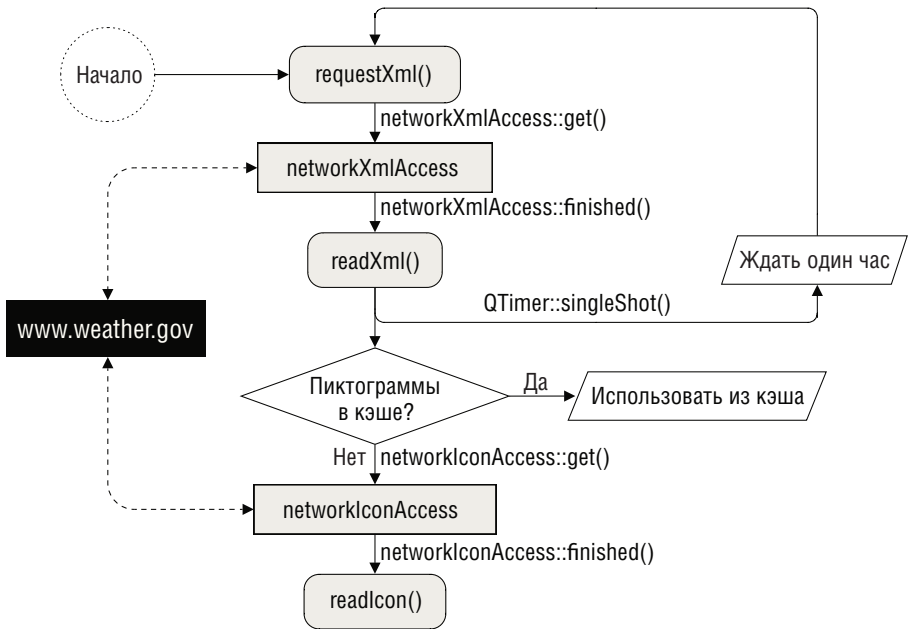 Начало
requestXml()
networkXmlAccess::get()
networkXmlAccess
networkXmlAccess::finished()
readXml()
Ждать один час
QTimer::singleShot()
www.weather.gov
Пиктограммы
в кэше?
Да
Использовать из кэша
Нет
networkIconAccess::get()
networkIconAccess
networkIconAccess::finished()
readIcon()